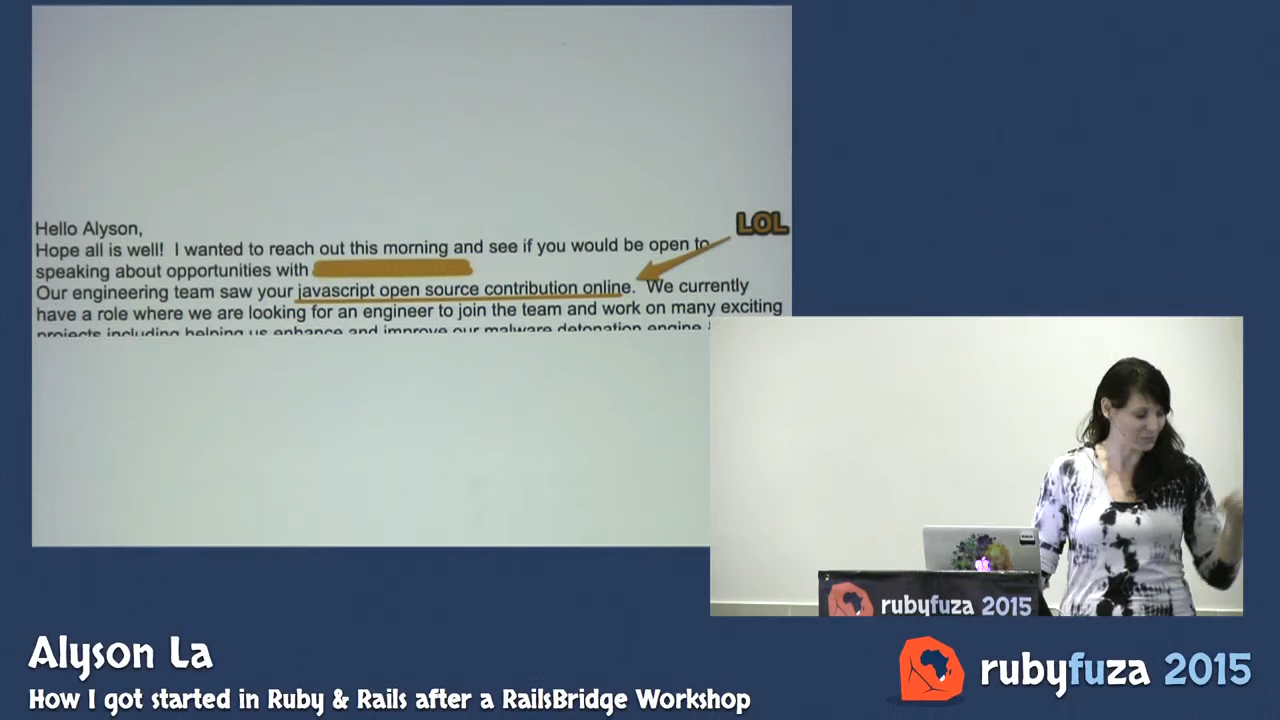 Hello Alyson,
LOL
Hope all is well! I wanted to reach out this morning and see if you would be open to
speaking about opportunities with
Our engineering team saw your javascript open source contribution online. We currently
have a role where we are looking for an engineer to join the team and work on many exciting
projects including helping us enhance and improve our malware detonation engine
rubyfuza 2015
Alyson La
How I got started in Ruby & Rails after a RailsBridge Workshop
rubyfuza 2015